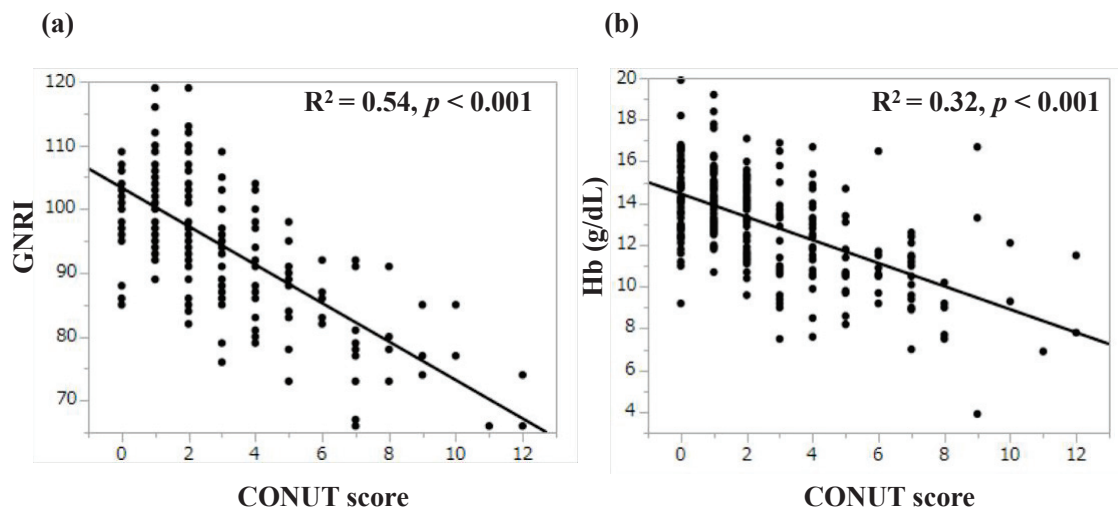 (a)
(b)
R² = 0.54, p < 0.001
GNRI
120
110
100
90
80
70
0 2 4 6 8 10 12
CONUT score
R² = 0.32, p < 0.001
Hb (g/dL)
20
18
16
14
12
10
8
6
4
0 2 4 6 8 10 12
CONUT score